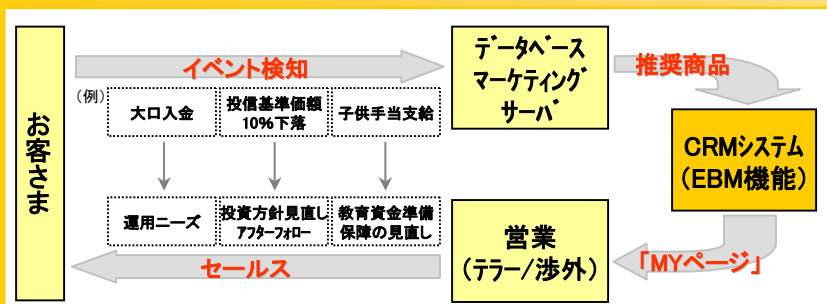 イベント検知
データベース
マーケティング
サーバ
推奨商品
(例)
大口入金
投信基準価額
10%下落
子供手当支給
お客さま
CRMシステム
(EBM機能)
運用ニーズ
投資方針見直し
アフターフォロー
教育資金準備
保障の見直し
営業
(テラー/渉外)
「MYページ」
セールス